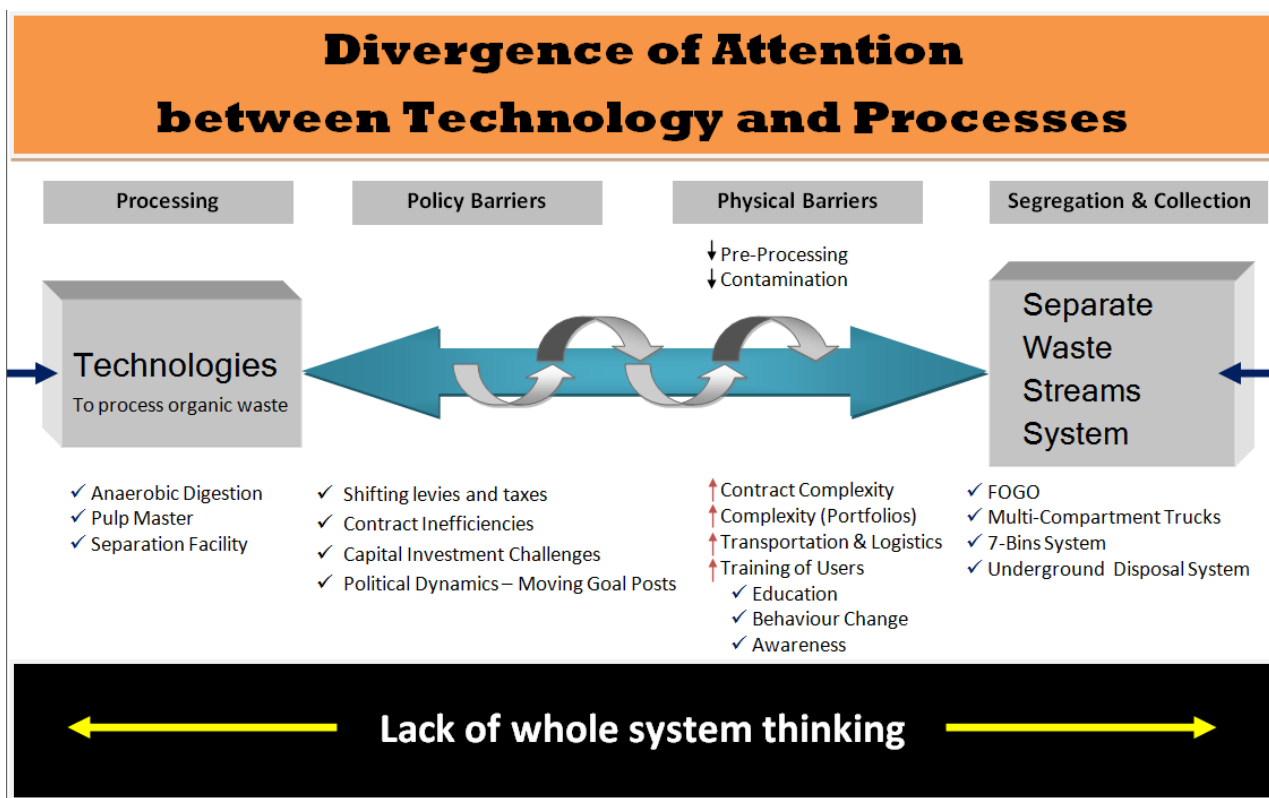 Divergence of Attention
between Technology and Processes
Processing
Policy Barriers
Physical Barriers
Segregation & Collection
↓ Pre-Processing
↓ Contamination
Technologies
To process organic waste
Separate
Waste
Streams
System
✓ Anaerobic Digestion
✓ Pulp Master
✓ Separation Facility
✓ Shifting levies and taxes
✓ Contract Inefficiencies
✓ Capital Investment Challenges
✓ Political Dynamics – Moving Goal Posts
↑ Contract Complexity
↑ Complexity (Portfolios)
↑ Transportation & Logistics
↑ Training of Users
✓ Education
✓ Behaviour Change
✓ Awareness
✓ FOGO
✓ Multi-Compartment Trucks
✓ 7-Bins System
✓ Underground Disposal System
Lack of whole system thinking